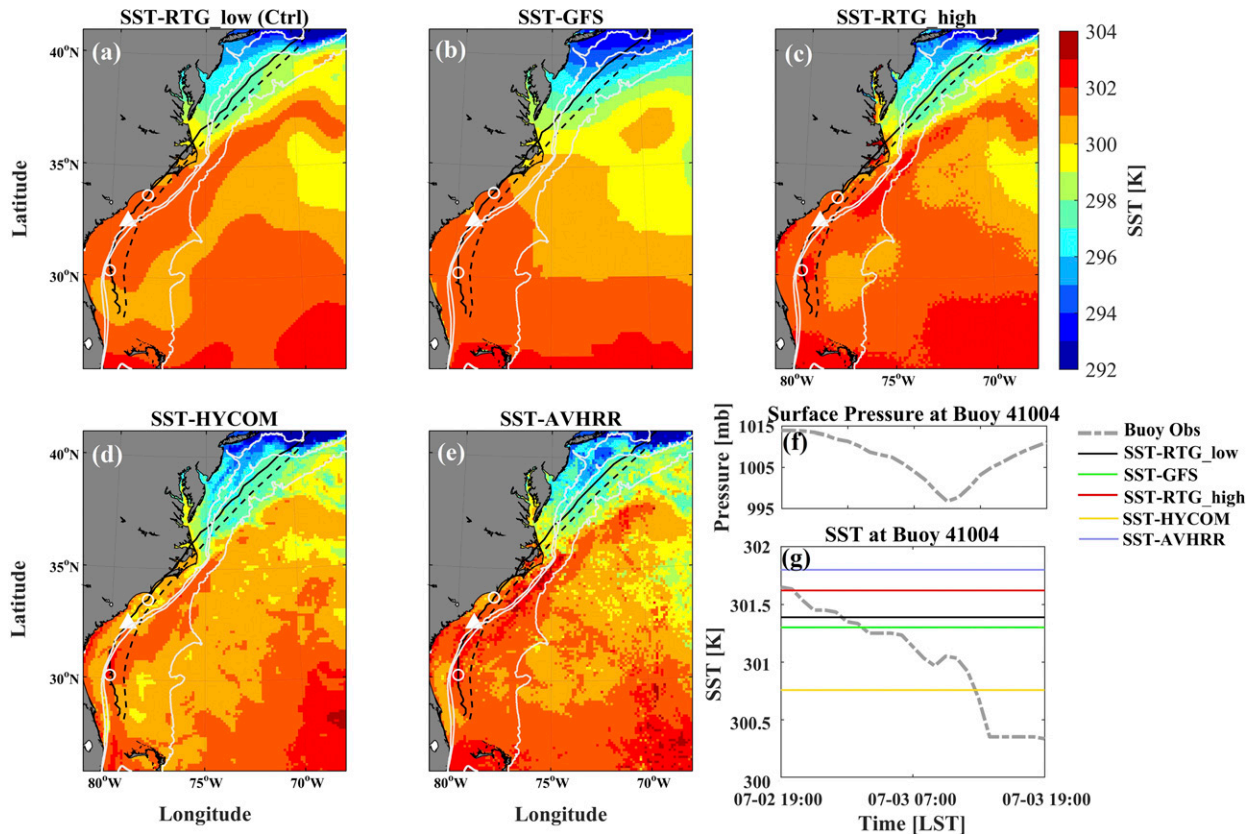 SST-RTG_low (Ctrl)
SST-GFS
SST-RTG_high
(a)
(b)
(c)
40°N
35°N
30°N
Latitude
80°W
75°W
70°W
304
302
300
298
296
294
292
SST [K]
SST-HYCOM
SST-AVHRR
(d)
(e)
40°N
35°N
30°N
Latitude
80°W
75°W
70°W
Longitude
80°W
75°W
70°W
Longitude
Surface Pressure at Buoy 41004
(f)
1015
1005
995
Pressure [mb]
SST at Buoy 41004
(g)
302
301.5
301
300.5
300
SST [K]
07-02 19:00
07-03 07:00
07-03 19:00
Time [LST]
Buoy Obs
SST-RTG_low
SST-GFS
SST-RTG_high
SST-HYCOM
SST-AVHRR